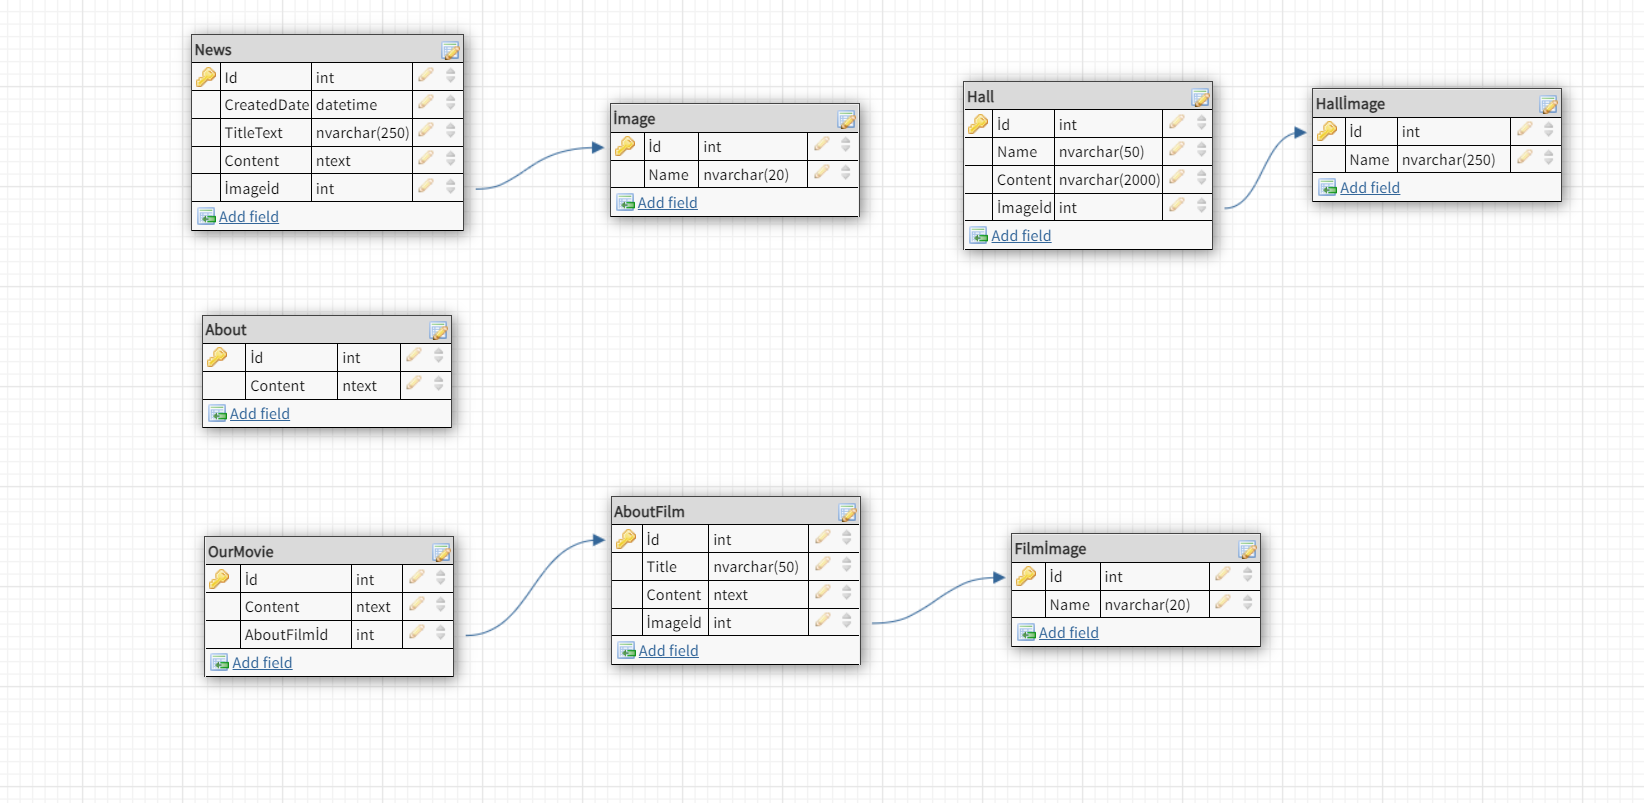 News
Id int
CreatedDate datetime
TitleText nvarchar(250)
Content ntext
İmageİd int
Add field
İmage
İd int
Name nvarchar(20)
Add field
Hall
İd int
Name nvarchar(50)
Content nvarchar(2000)
İmageİd int
Add field
Hallİmage
İd int
Name nvarchar(250)
Add field
About
İd int
Content ntext
Add field
OurMovie
İd int
Content ntext
AboutFilmİd int
Add field
AboutFilm
İd int
Title nvarchar(50)
Content ntext
İmageİd int
Add field
Filmİmage
İd int
Name nvarchar(20)
Add field